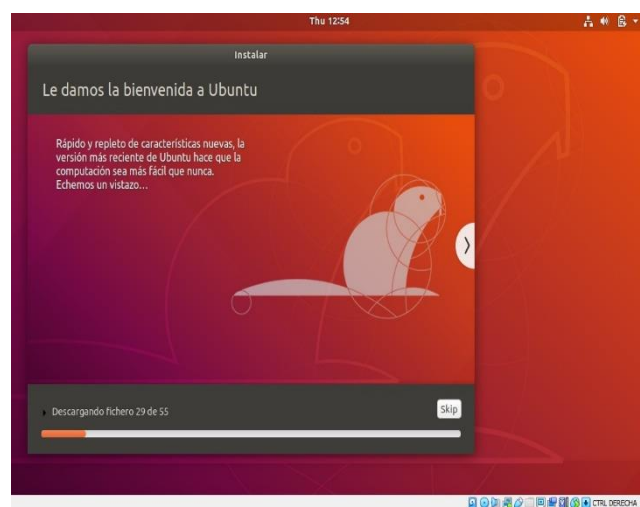 Thu 12:54
Instalar
Le damos la bienvenida a Ubuntu
Rápido y repleto de características nuevas, la
versión más reciente de Ubuntu hace que la
computación sea más fácil que nunca.
Echemos un vistazo...
Descargando fichero 29 de 55
Skip
CTRL DERECHA